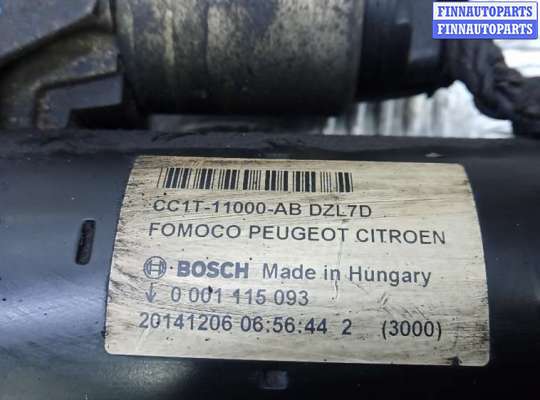 FINNAUTOPARTS
FINNAUTOPARTS
CC1T-11000-AB DZL7D
FOMOCO PEUGEOT CITROEN
BOSCH Made in Hungary
↓ 0 001 115 093
20141206 06:56:44 2 (3000)